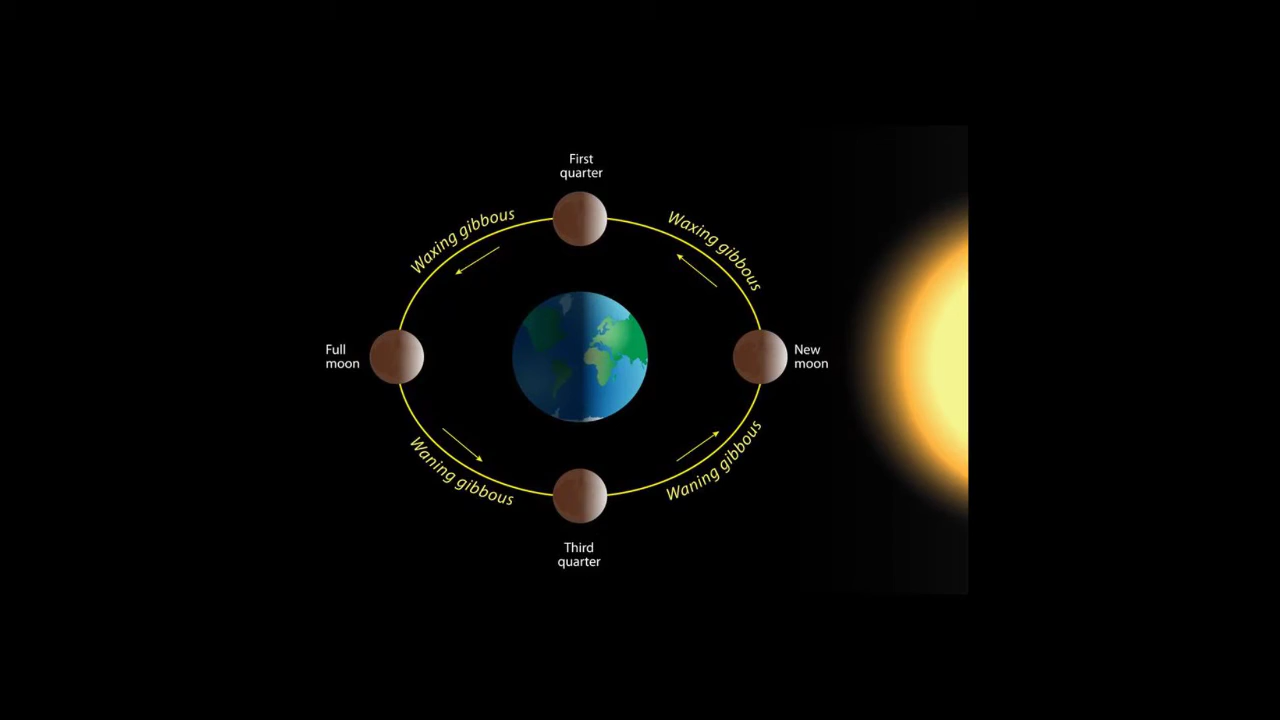 First
quarter
Waxing gibbous
Waxing gibbous
Full
moon
New
moon
Waning gibbous
Waning gibbous
Third
quarter